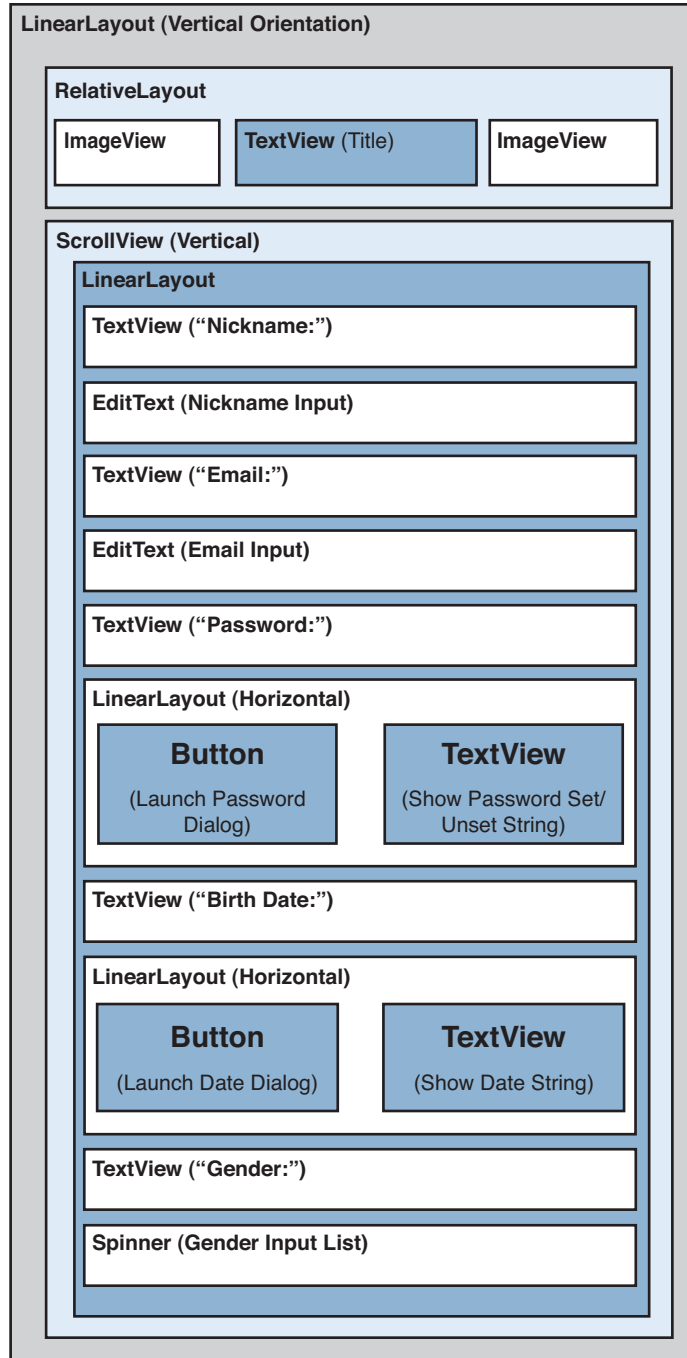 LinearLayout (Vertical Orientation)
RelativeLayout
ImageView
TextView (Title)
ImageView
ScrollView (Vertical)
LinearLayout
TextView (“Nickname:”)
EditText (Nickname Input)
TextView (“Email:”)
EditText (Email Input)
TextView (“Password:”)
LinearLayout (Horizontal)
Button
(Launch Password
Dialog)
TextView
(Show Password Set/
Unset String)
TextView (“Birth Date:”)
LinearLayout (Horizontal)
Button
(Launch Date Dialog)
TextView
(Show Date String)
TextView (“Gender:”)
Spinner (Gender Input List)